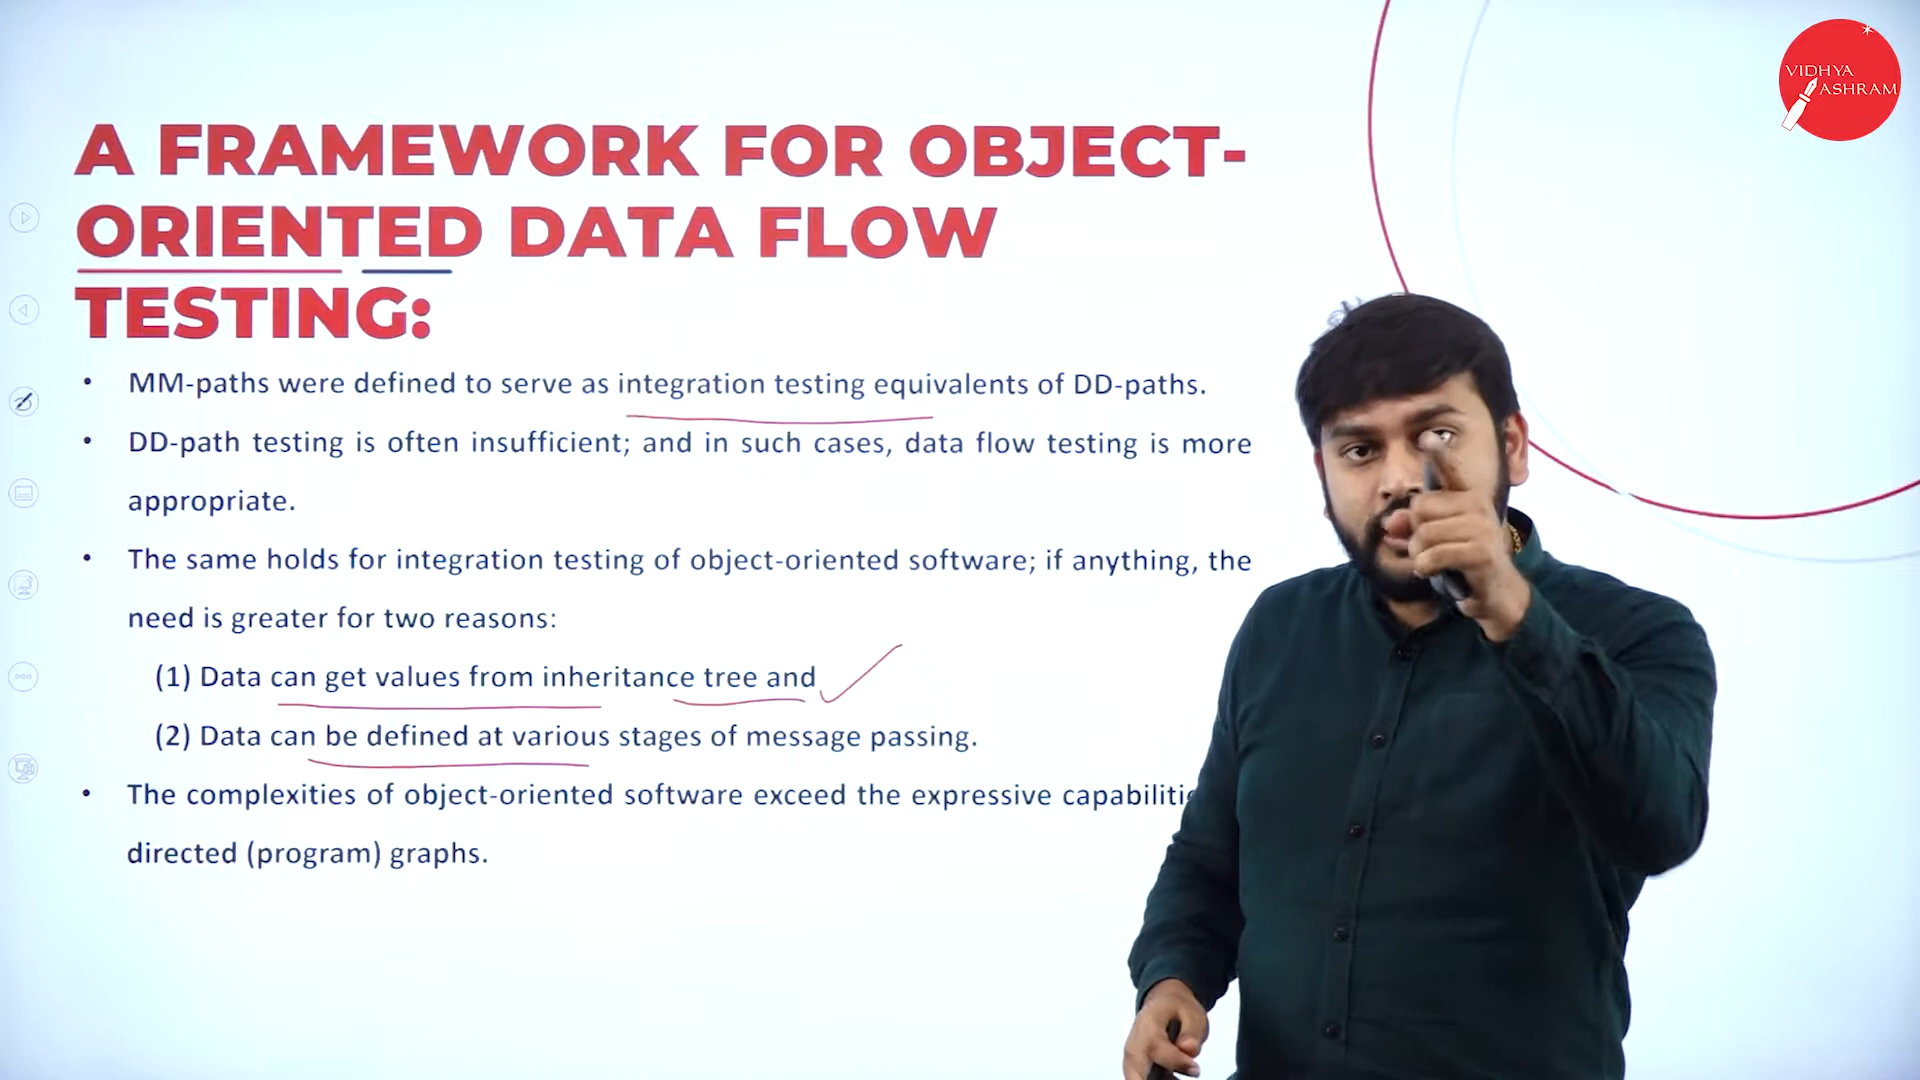 VIDHYA
ASHRAM
A FRAMEWORK FOR OBJECT-
ORIENTED DATA FLOW
TESTING:
• MM-paths were defined to serve as integration testing equivalents of DD-paths.
• DD-path testing is often insufficient; and in such cases, data flow testing is more
appropriate.
• The same holds for integration testing of object-oriented software; if anything, the
need is greater for two reasons:
(1) Data can get values from inheritance tree and
(2) Data can be defined at various stages of message passing.
• The complexities of object-oriented software exceed the expressive
directed (program) graphs.